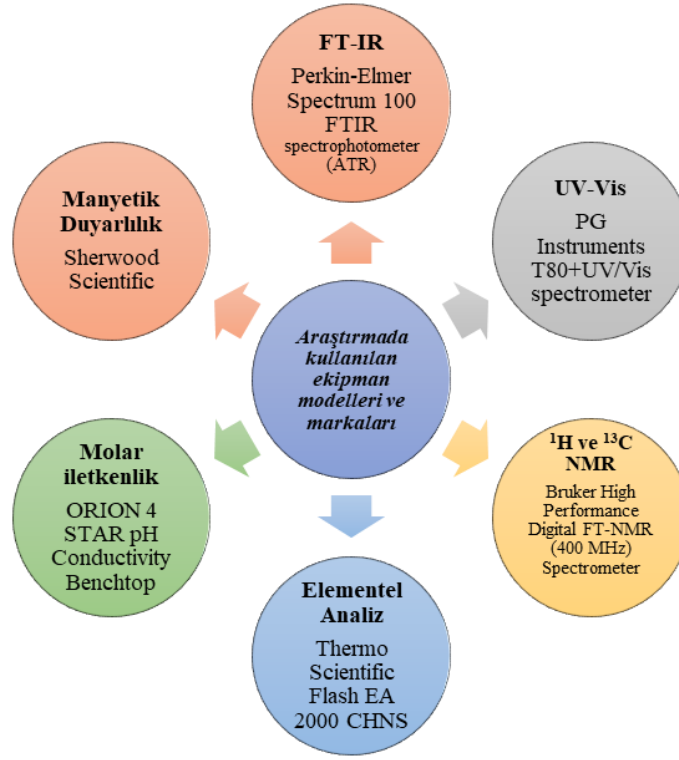 FT-IR
Perkin-Elmer
Spectrum 100
FTIR
spectrophotometer
(ATR)
Manyetik
Duyarlılık
Sherwood
Scientific
UV-Vis
PG
Instruments
T80+UV/Vis
spectrometer
Araştırmada
kullanılan
ekipman
modelleri ve
markaları
Molar
iletkenlik
ORION 4
STAR pH
Conductivity
Benchtop
¹H ve ¹³C
NMR
Bruker High
Performance
Digital FT-NMR
(400 MHz)
Spectrometer
Elementel
Analiz
Thermo
Scientific
Flash EA
2000 CHNS